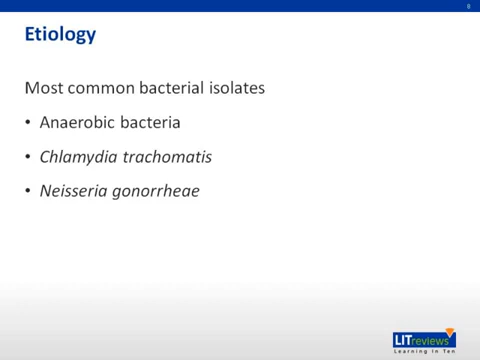 8
Etiology
Most common bacterial isolates
• Anaerobic bacteria
• Chlamydia trachomatis
• Neisseria gonorrheae
LITreviews
Learning In Ten